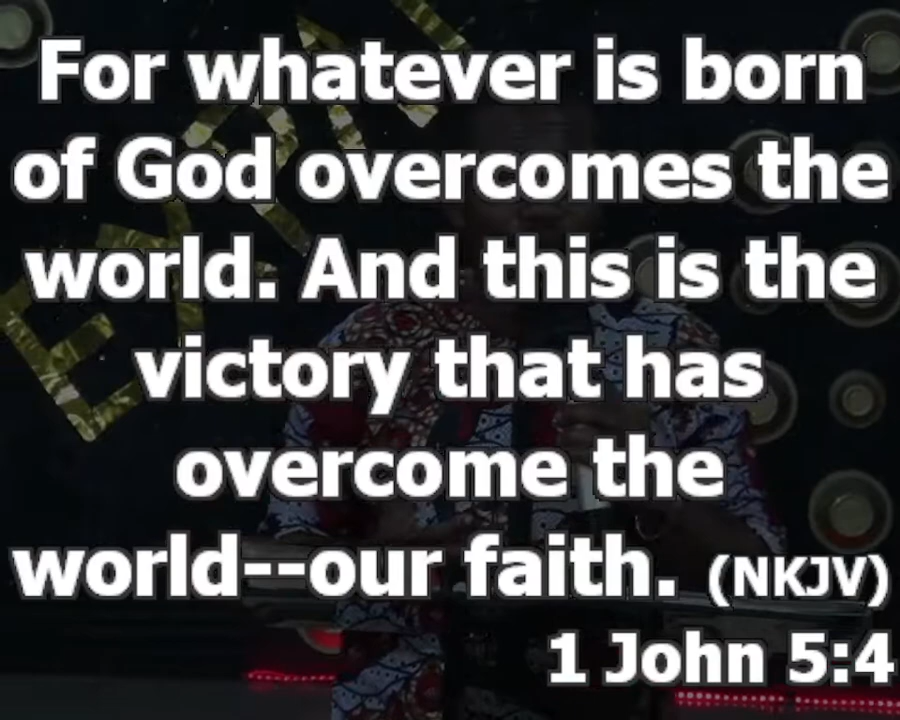 For whatever is born
of God overcomes the
world. And this is the
victory that has
overcome the
world--our faith. (NKJV)
1 John 5:4